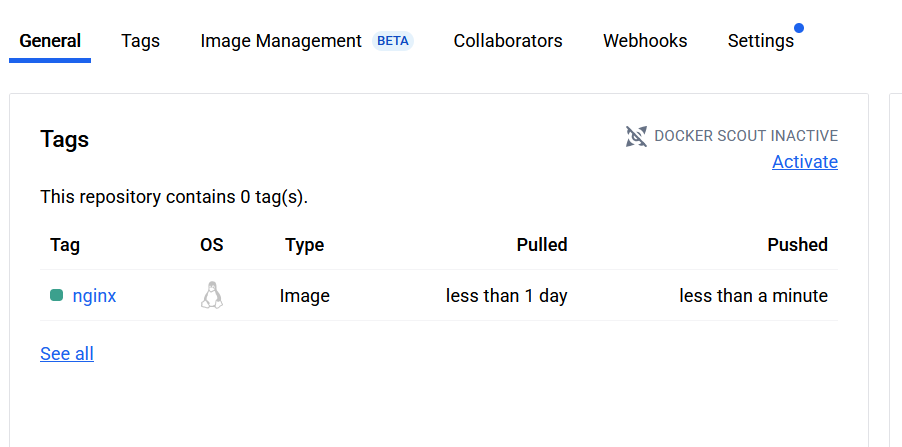 General Tags Image Management BETA Collaborators Webhooks Settings
Tags
DOCKER SCOUT INACTIVE
Activate
This repository contains 0 tag(s).
Tag OS Type Pulled Pushed
nginx Image less than 1 day less than a minute
See all